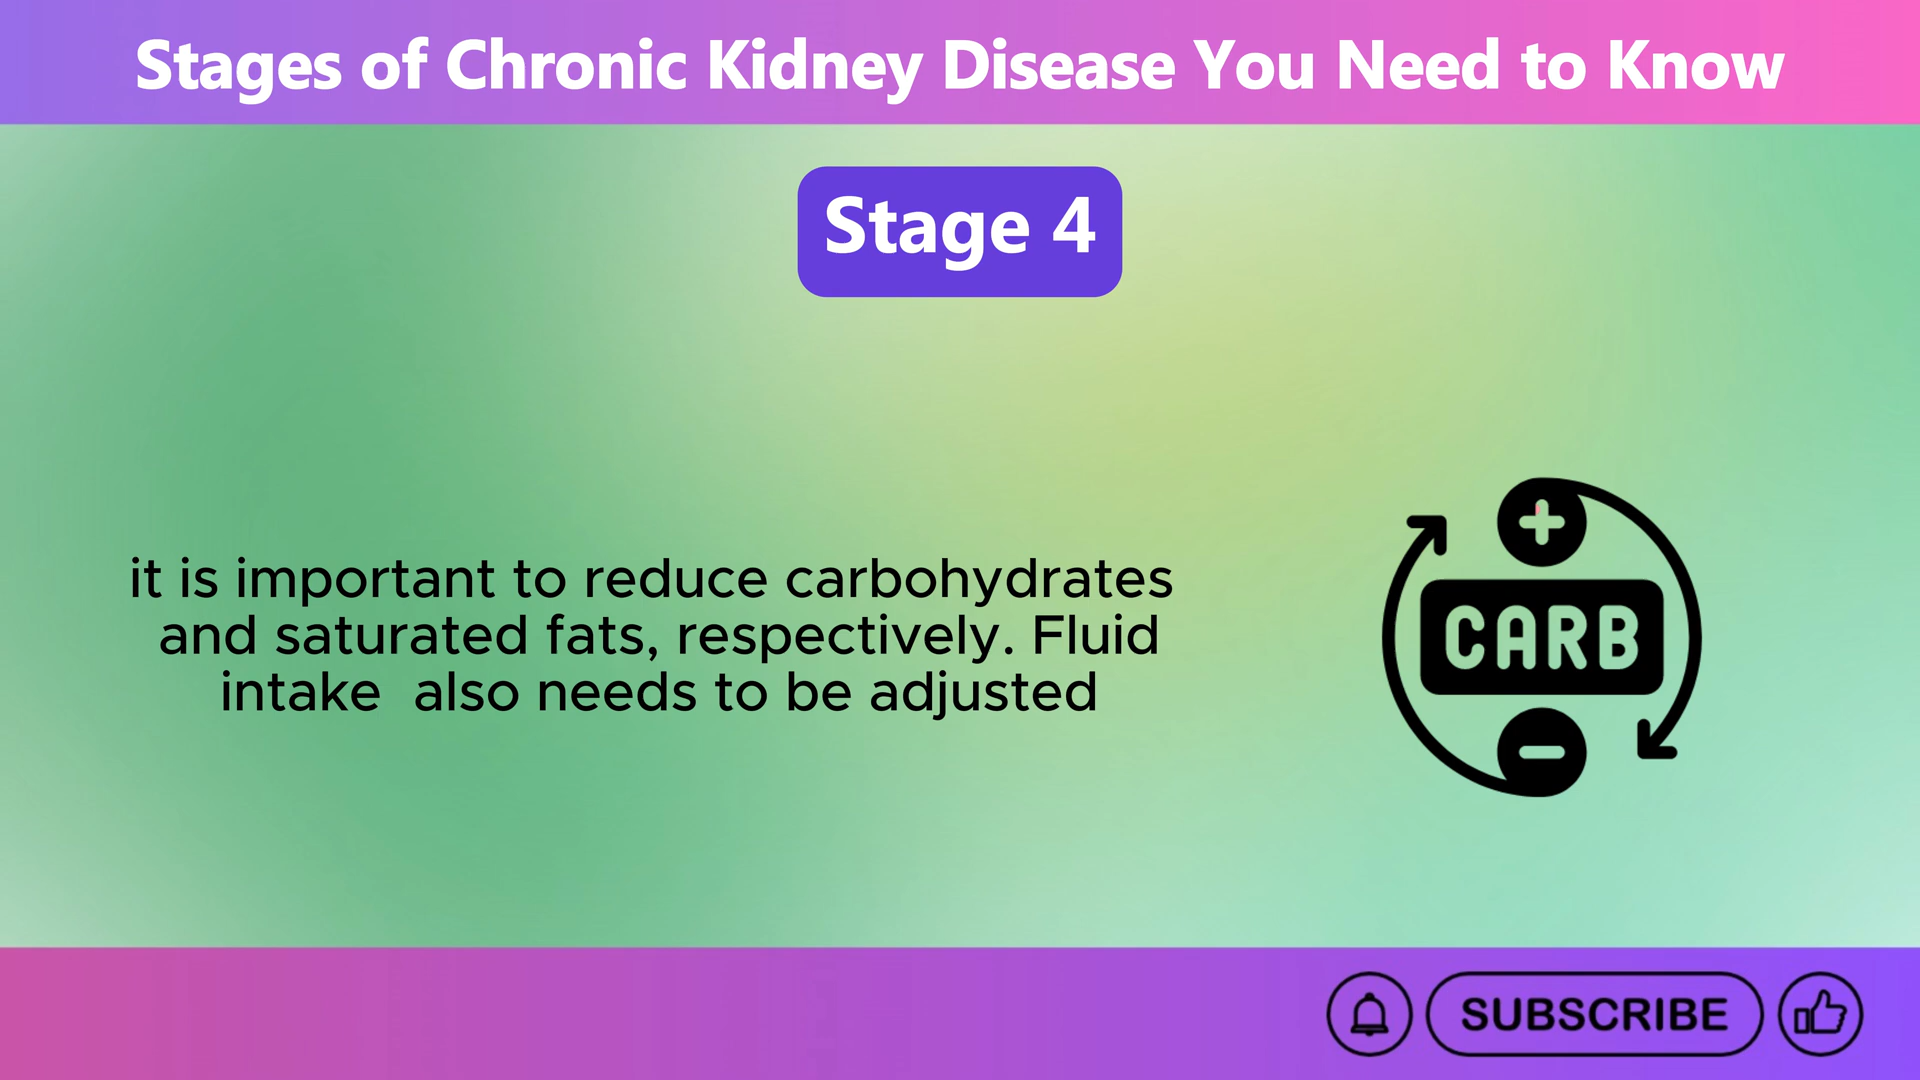 Stages of Chronic Kidney Disease You Need to Know
Stage 4
it is important to reduce carbohydrates
and saturated fats, respectively. Fluid
intake  also needs to be adjusted
CARB
SUBSCRIBE